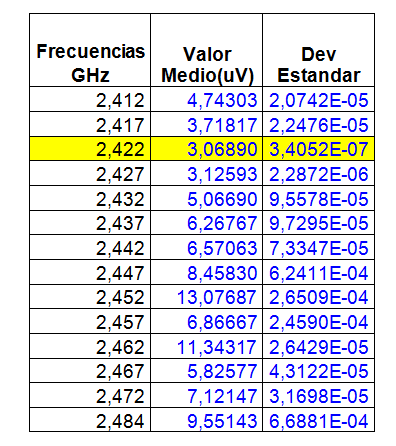 Frecuencias GHz Valor Medio(uV) Dev Estandar
2,412 4,74303 2,0742E-05
2,417 3,71817 2,2476E-05
2,422 3,06890 3,4052E-07
2,427 3,12593 2,2872E-06
2,432 5,06690 9,5578E-05
2,437 6,26767 9,7295E-05
2,442 6,57063 7,3347E-05
2,447 8,45830 6,2411E-04
2,452 13,07687 2,6509E-04
2,457 6,86667 2,4590E-04
2,462 11,34317 2,6429E-05
2,467 5,82577 4,3122E-05
2,472 7,12147 3,1698E-05
2,484 9,55143 6,6881E-04